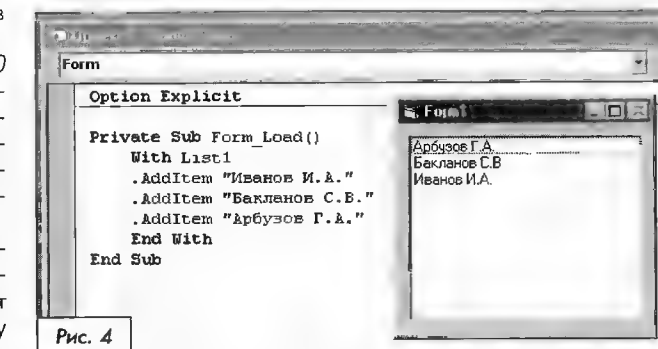 в
Form
Option Explicit
Private Sub Form_Load()
With List1
.AddItem "Иванов И.А."
.AddItem "Бакланов С.В."
.AddItem "Арбузов Г.А."
End With
End Sub
Form1
Арбузов Г.А.
Бакланов С.В
Иванов И.А.
т
у
Рис. 4